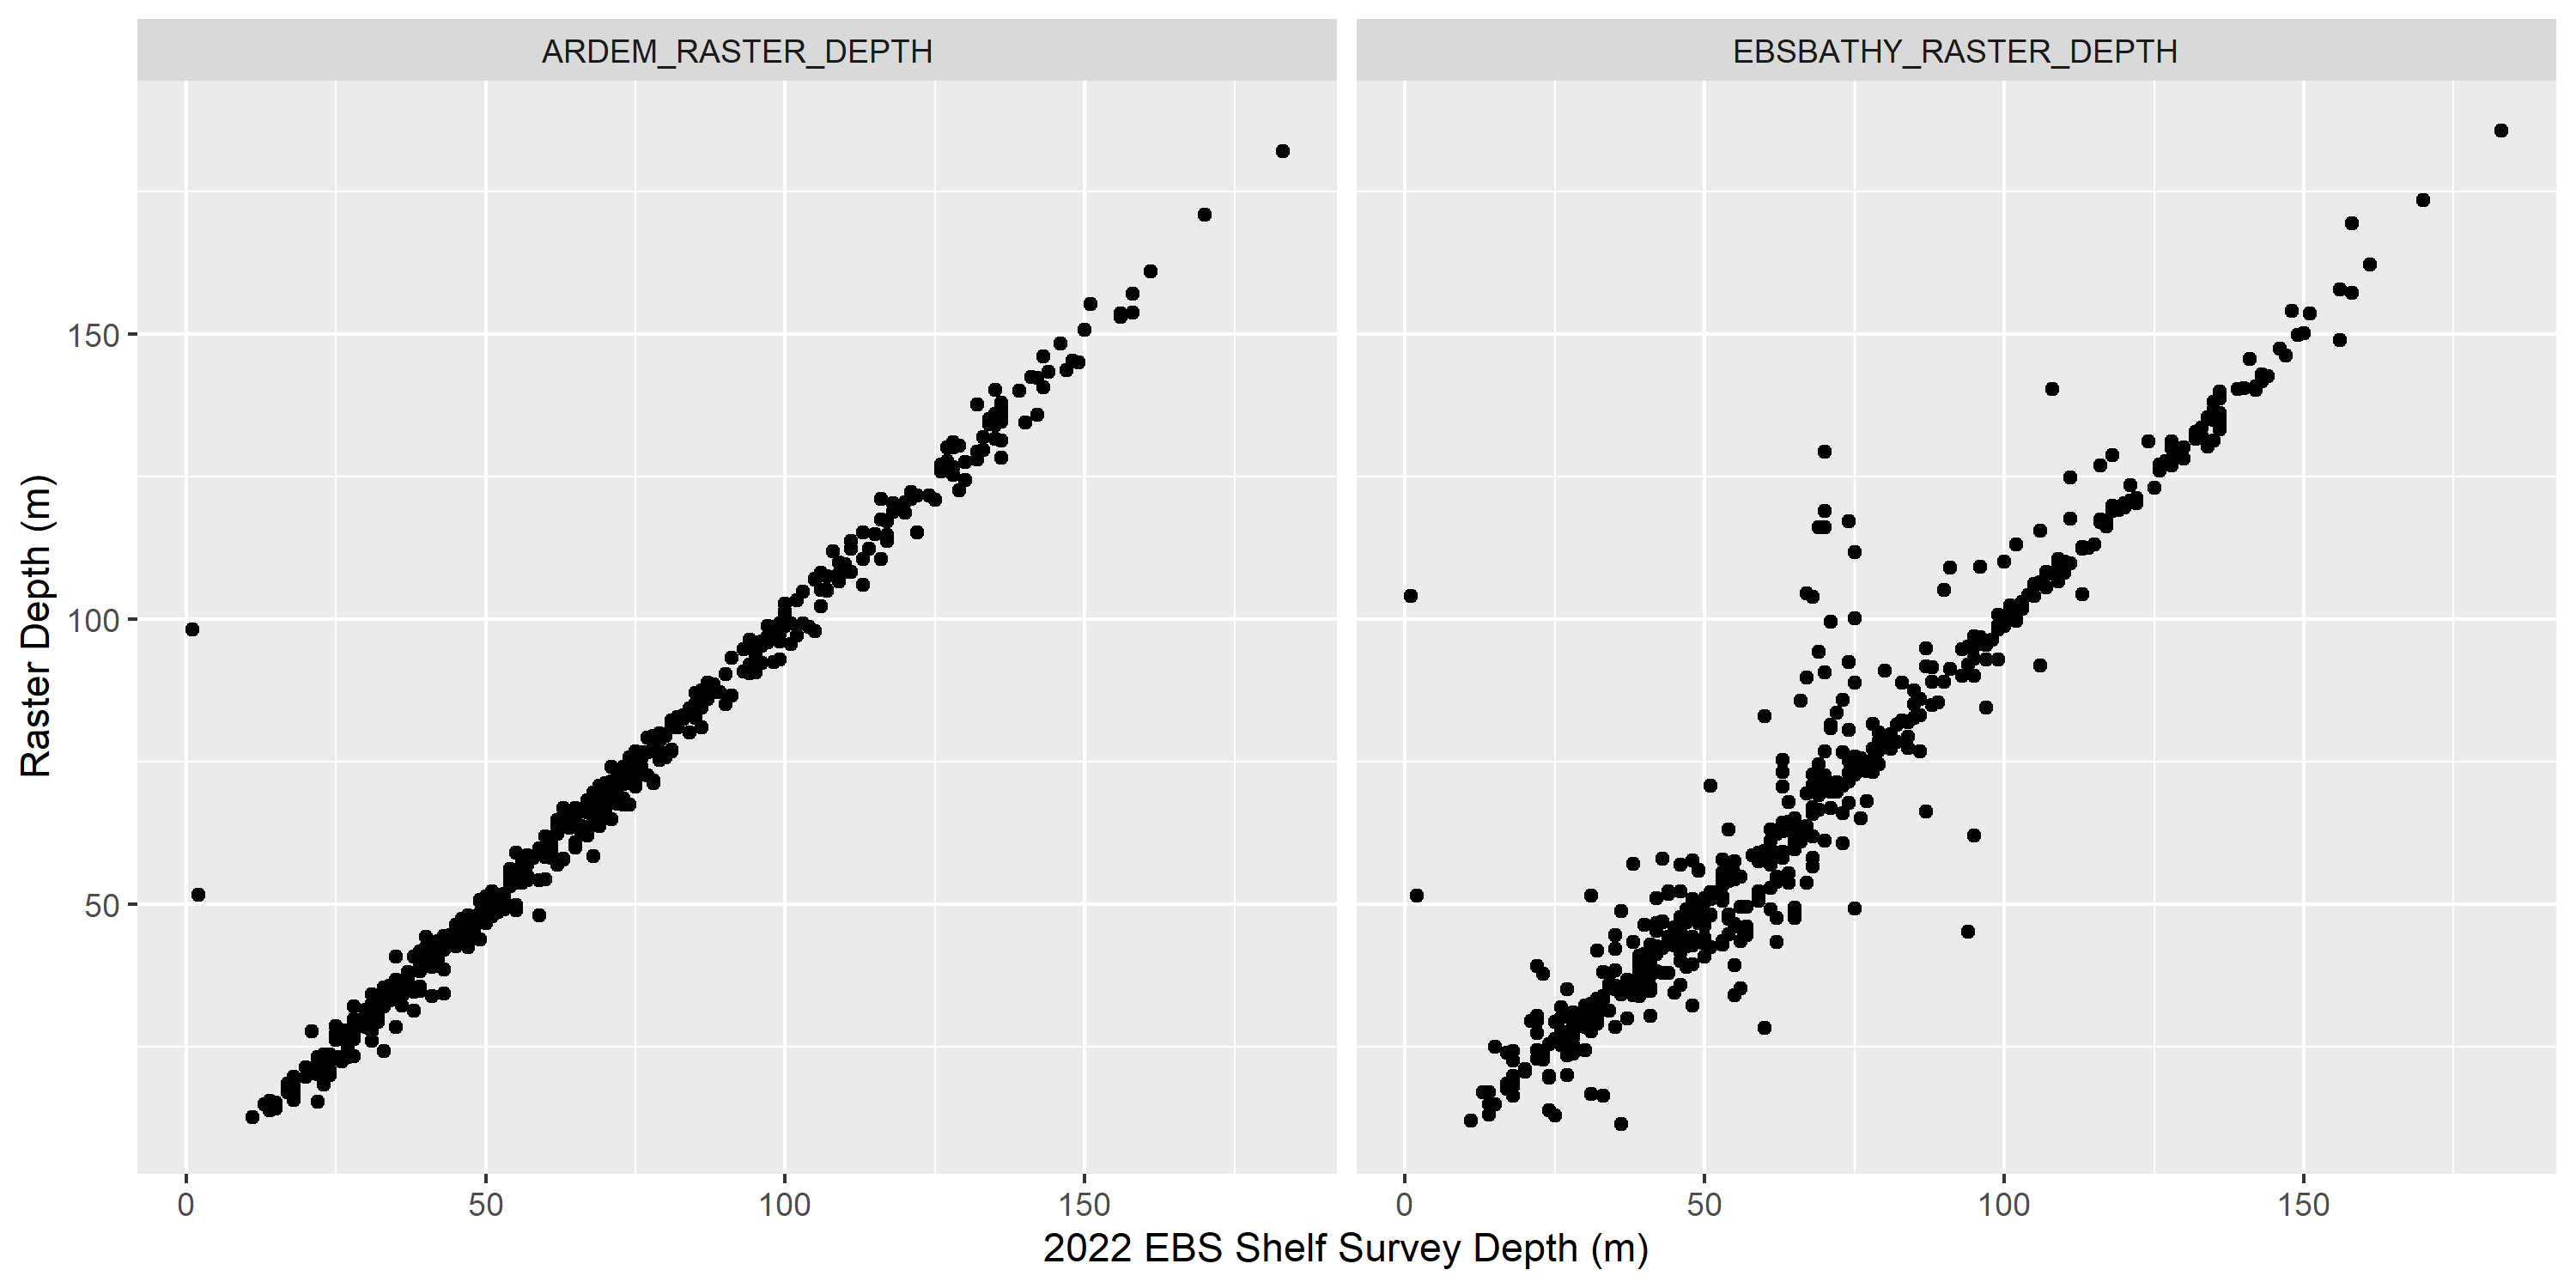 ARDEM_RASTER_DEPTH
EBSBATHY_RASTER_DEPTH
Raster Depth (m)
150
100
50
0 50 100 150
0 50 100 150
2022 EBS Shelf Survey Depth (m)